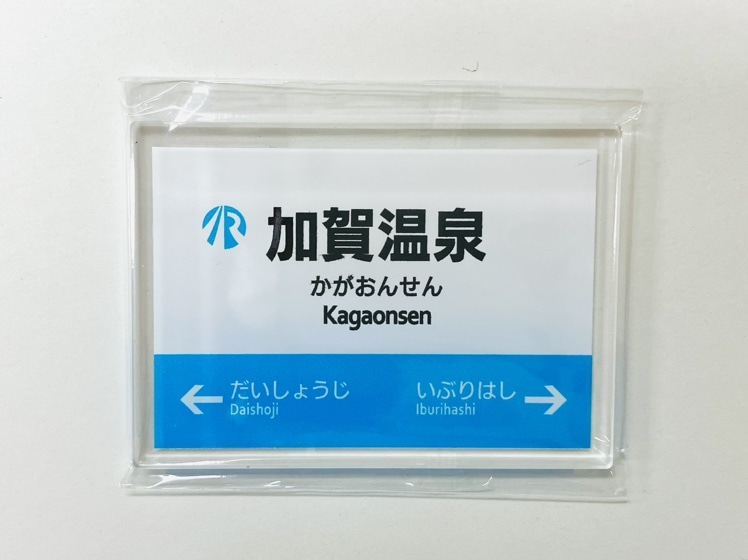 加賀温泉
かがおんせん
Kagaonsen
← だいしょうじ
Daishoji
いぶりはし →
Iburihashi